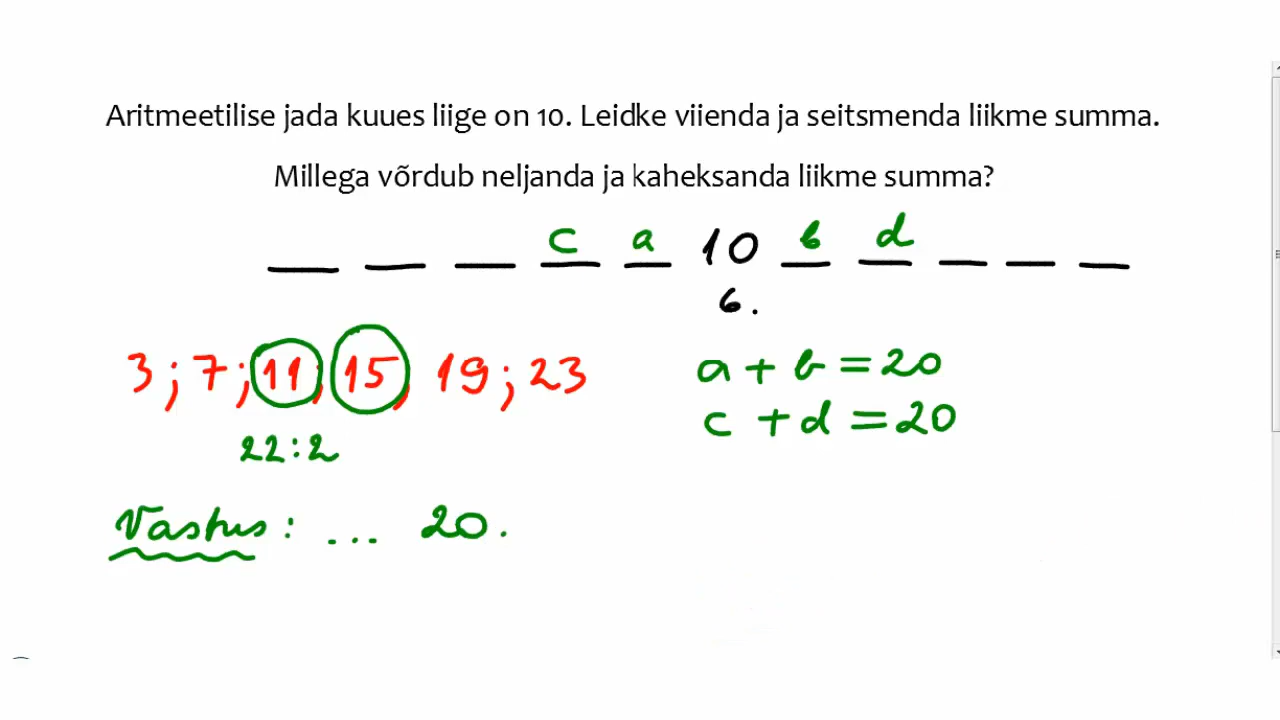 Aritmeetilise jada kuues liige on 10. Leidke viienda ja seitsmenda liikme summa.
Millega võrdub neljanda ja kaheksanda liikme summa?
c a 10 b d
6.
3; 7; 11; 15, 19; 23
a + b = 20
c + d = 20
22:2
Vastus: ... 20.